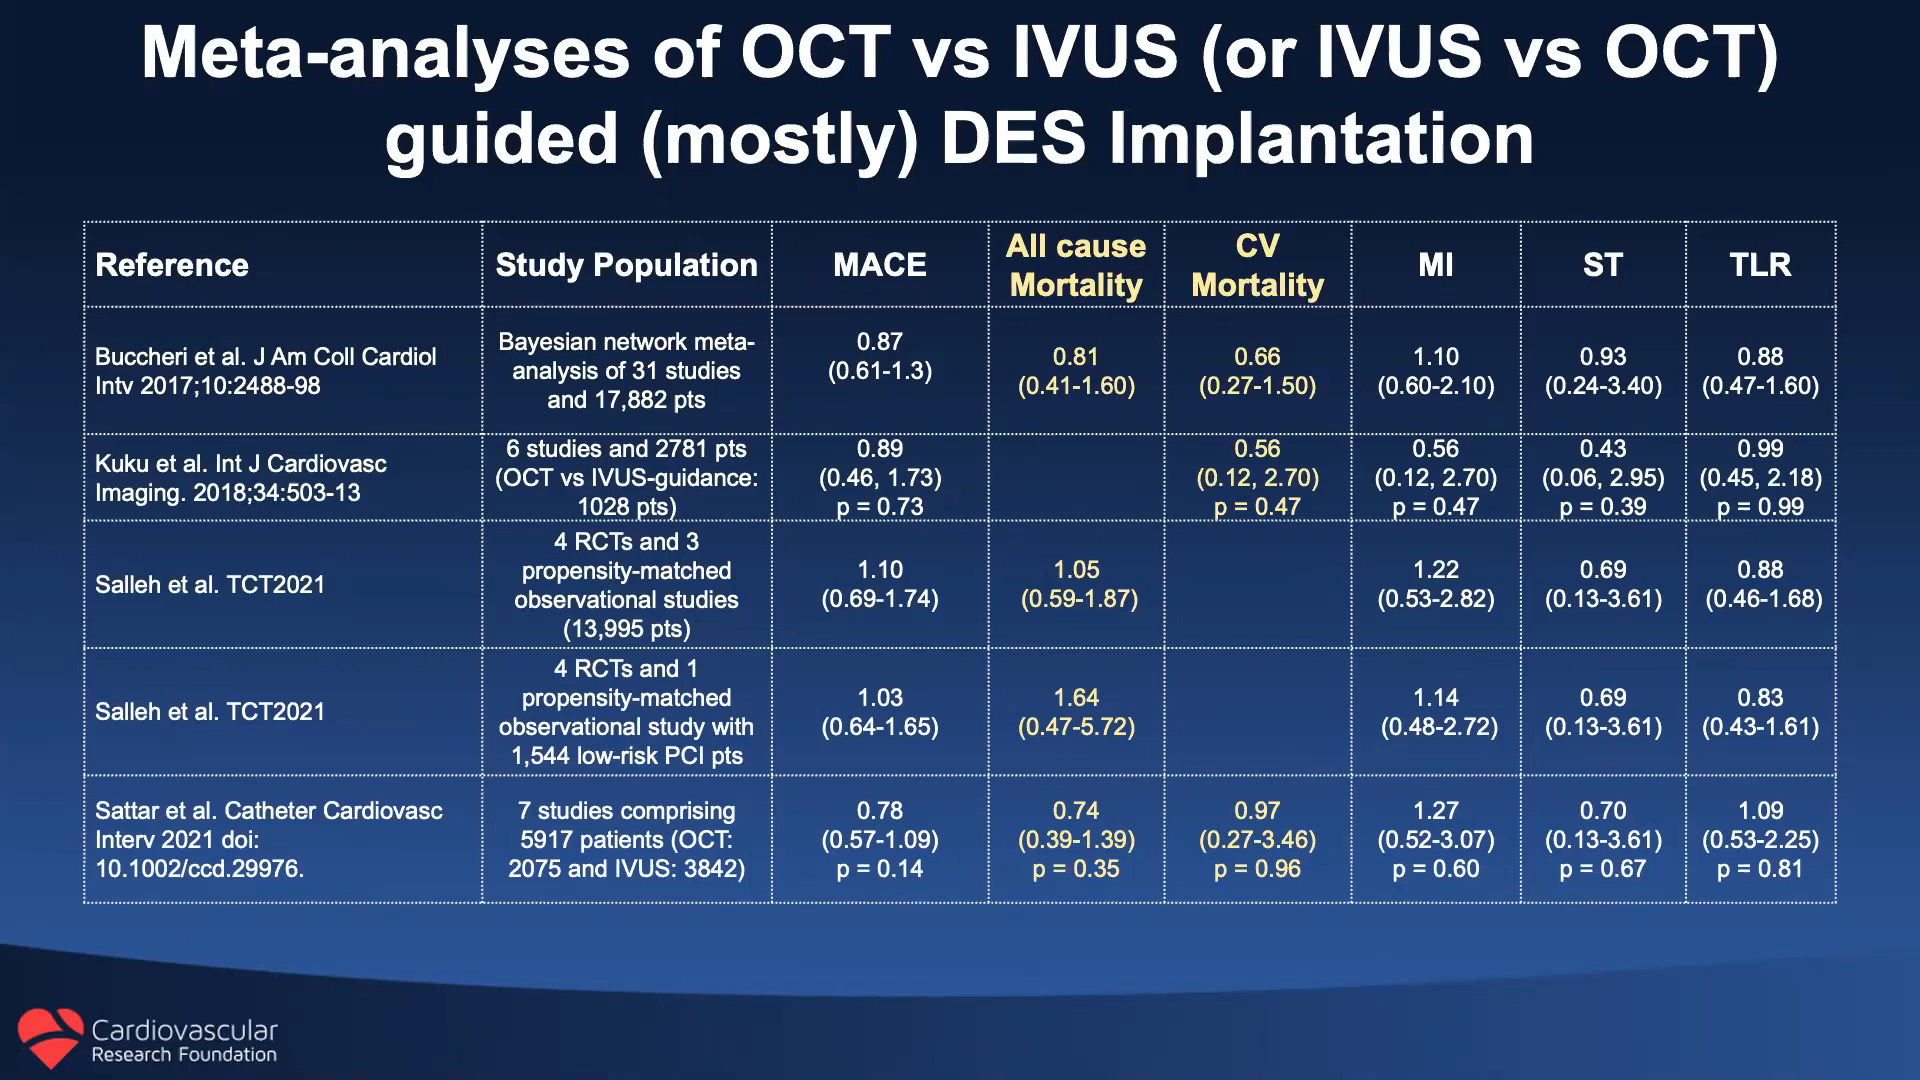 Meta-analyses of OCT vs IVUS (or IVUS vs OCT)
guided (mostly) DES Implantation
Reference
Study Population
MACE
All cause
Mortality
CV
Mortality
MI
ST
TLR
Buccheri et al. J Am Coll Cardiol
Intv 2017;10:2488-98
Bayesian network meta-
analysis of 31 studies
and 17,882 pts
0.87
(0.61-1.3)
0.81
(0.41-1.60)
0.66
(0.27-1.50)
1.10
(0.60-2.10)
0.93
(0.24-3.40)
0.88
(0.47-1.60)
Kuku et al. Int J Cardiovasc
Imaging. 2018;34:503-13
6 studies and 2781 pts
(OCT vs IVUS-guidance:
1028 pts)
0.89
(0.46, 1.73)
p = 0.73
0.56
(0.12, 2.70)
p = 0.47
0.56
(0.12, 2.70)
p = 0.47
0.43
(0.06, 2.95)
p = 0.39
0.99
(0.45, 2.18)
p = 0.99
Salleh et al. TCT2021
4 RCTs and 3
propensity-matched
observational studies
(13,995 pts)
1.10
(0.69-1.74)
1.05
(0.59-1.87)
1.22
(0.53-2.82)
0.69
(0.13-3.61)
0.88
(0.46-1.68)
Salleh et al. TCT2021
4 RCTs and 1
propensity-matched
observational study with
1,544 low-risk PCI pts
1.03
(0.64-1.65)
1.64
(0.47-5.72)
1.14
(0.48-2.72)
0.69
(0.13-3.61)
0.83
(0.43-1.61)
Sattar et al. Catheter Cardiovasc
Interv 2021 doi:
10.1002/ccd.29976.
7 studies comprising
5917 patients (OCT:
2075 and IVUS: 3842)
0.78
(0.57-1.09)
p = 0.14
0.74
(0.39-1.39)
p = 0.35
0.97
(0.27-3.46)
p = 0.96
1.27
(0.52-3.07)
p = 0.60
0.70
(0.13-3.61)
p = 0.67
1.09
(0.53-2.25)
p = 0.81
Cardiovascular
Research Foundation